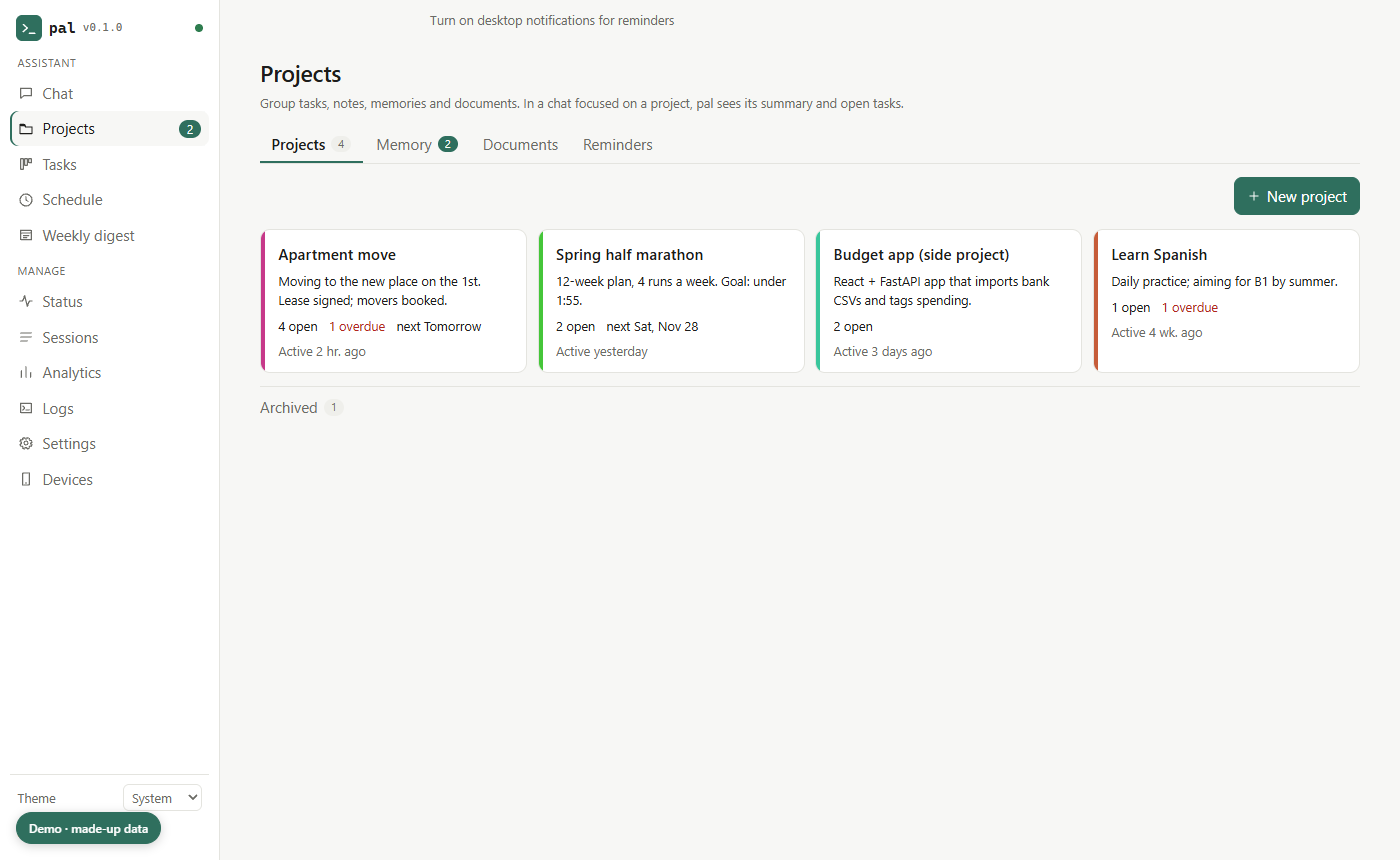 pal v0.1.0
ASSISTANT
Chat
Projects 2
Tasks
Schedule
Weekly digest
MANAGE
Status
Sessions
Analytics
Logs
Settings
Devices
Theme System
Demo · made-up data
Turn on desktop notifications for reminders
Projects
Group tasks, notes, memories and documents. In a chat focused on a project, pal sees its summary and open tasks.
Projects 4 Memory 2 Documents Reminders
+ New project
Apartment move
Moving to the new place on the 1st.
Lease signed; movers booked.
4 open 1 overdue next Tomorrow
Active 2 hr. ago
Spring half marathon
12-week plan, 4 runs a week. Goal: under
1:55.
2 open next Sat, Nov 28
Active yesterday
Budget app (side project)
React + FastAPI app that imports bank
CSVs and tags spending.
2 open
Active 3 days ago
Learn Spanish
Daily practice; aiming for B1 by summer.
1 open 1 overdue
Active 4 wk. ago
Archived 1